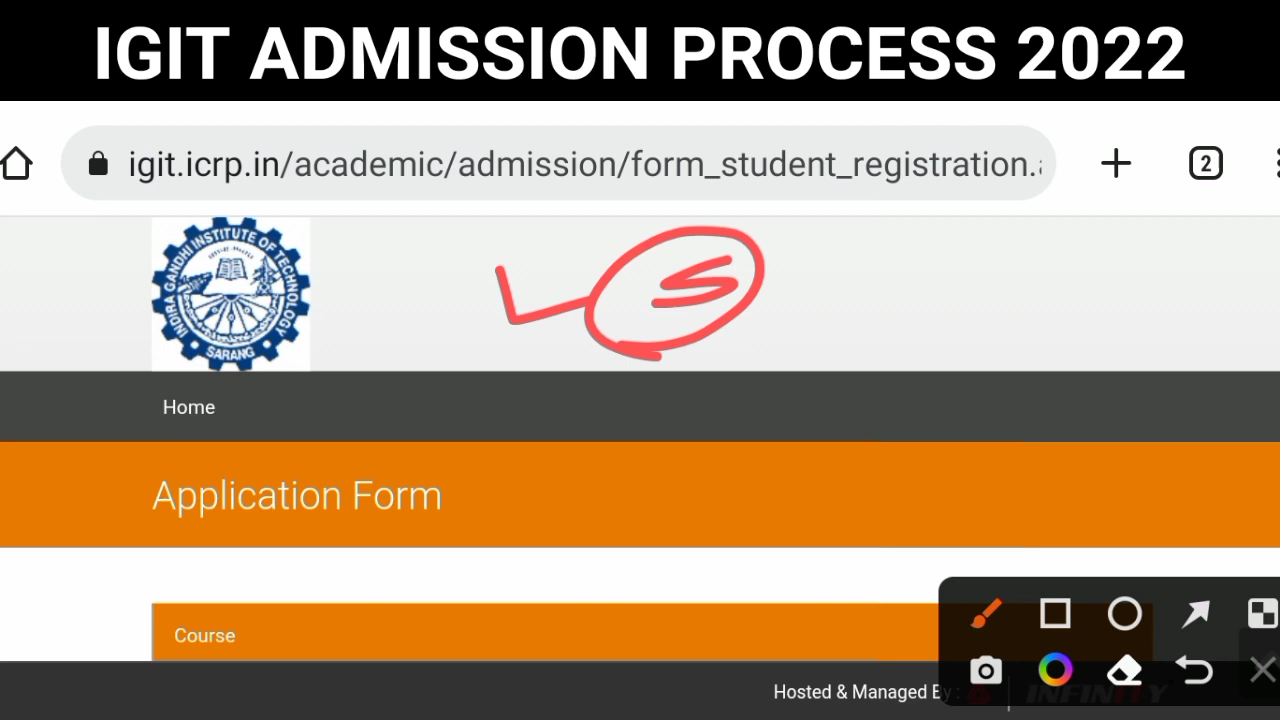 IGIT ADMISSION PROCESS 2022
igit.icrp.in/academic/admission/form_student_registration.
2
INDIRA GANDHI INSTITUTE OF TECHNOLOGY
SARANG
S
Home
Application Form
Course
Hosted & Managed By :
INFINITY